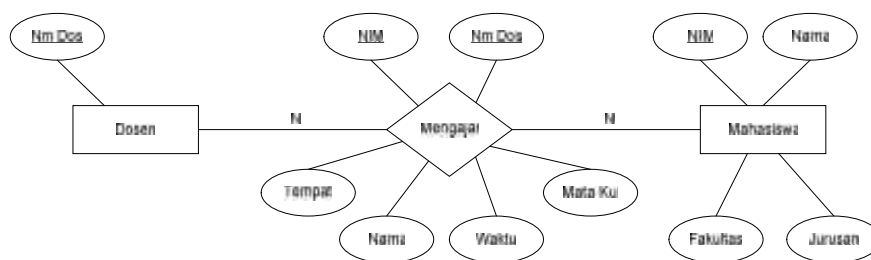 Nm Dos
NIM
Nm Dos
NIM
Nama
Dosen
N
Mengajar
N
Mahasiswa
Tempat
Mata Kul
Nama
Waktu
Fakultas
Jurusan